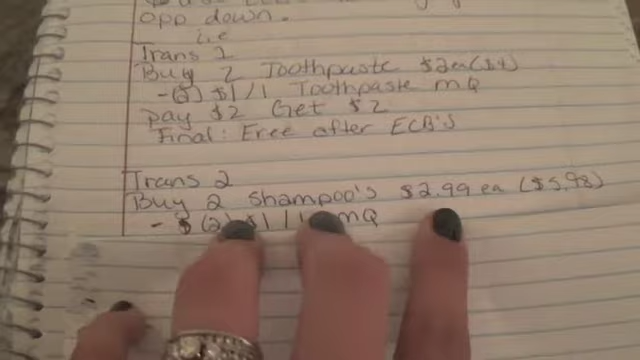 opp down.
i.e
Trans 1
Buy 2 Toothpaste $2ea ($4)
-(2) $1/1 Toothpaste mQ
pay $2 Get $2
Final: Free after ECB's
Trans 2
Buy 2 Shampoo's $2.99 ea ($5.98)
- $ (2) $1/1 mQ